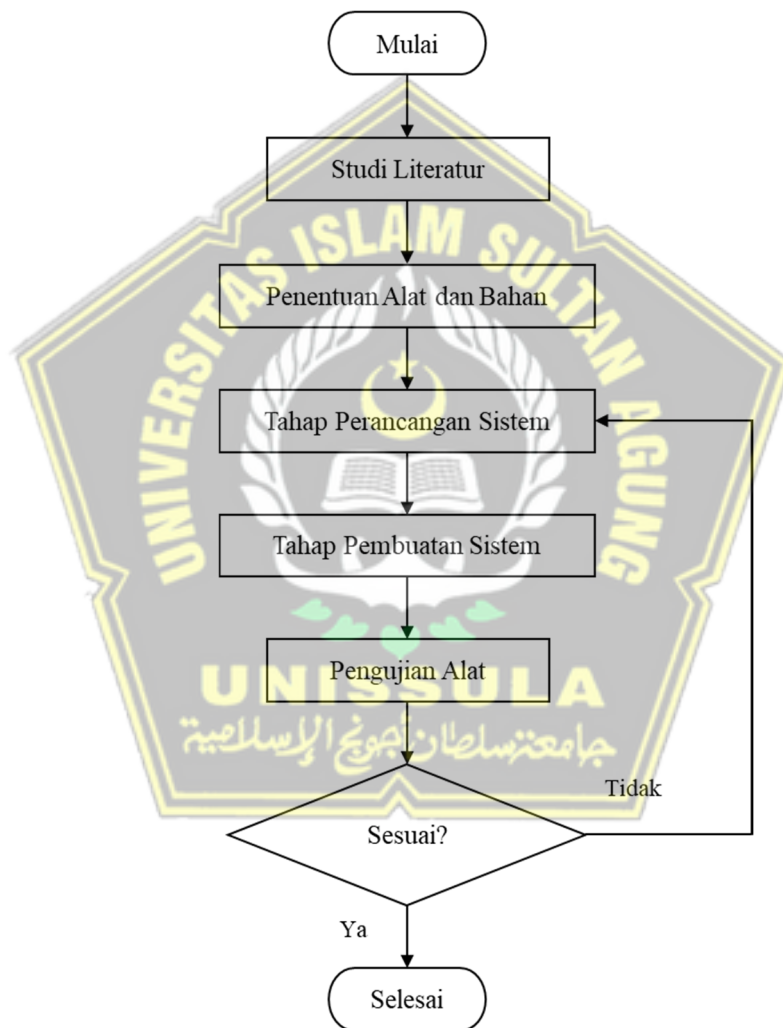 Mulai
Studi Literatur
UNIVERSITAS ISLAM SULTAN AGUNG
Penentuan Alat dan Bahan
Tahap Perancangan Sistem
Tahap Pembuatan Sistem
Pengujian Alat
UNISSULA
جامعة سلطان أجونج الإسلامية
Tidak
Sesuai?
Ya
Selesai